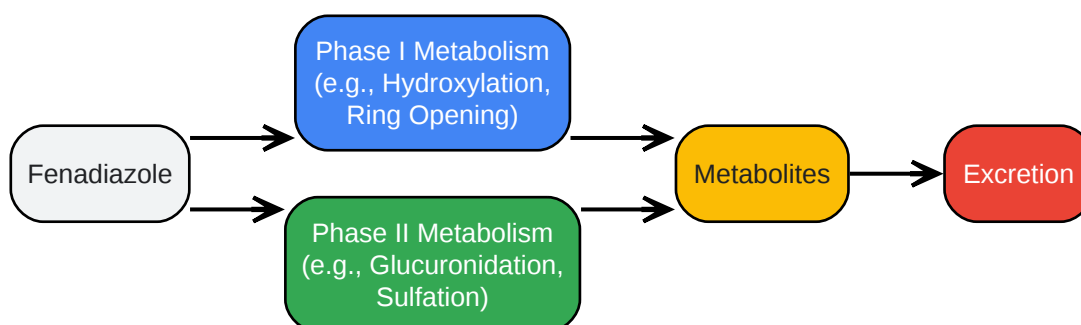 Fenadiazole
Phase I Metabolism
(e.g., Hydroxylation,
Ring Opening)
Phase II Metabolism
(e.g., Glucuronidation,
Sulfation)
Metabolites
Excretion